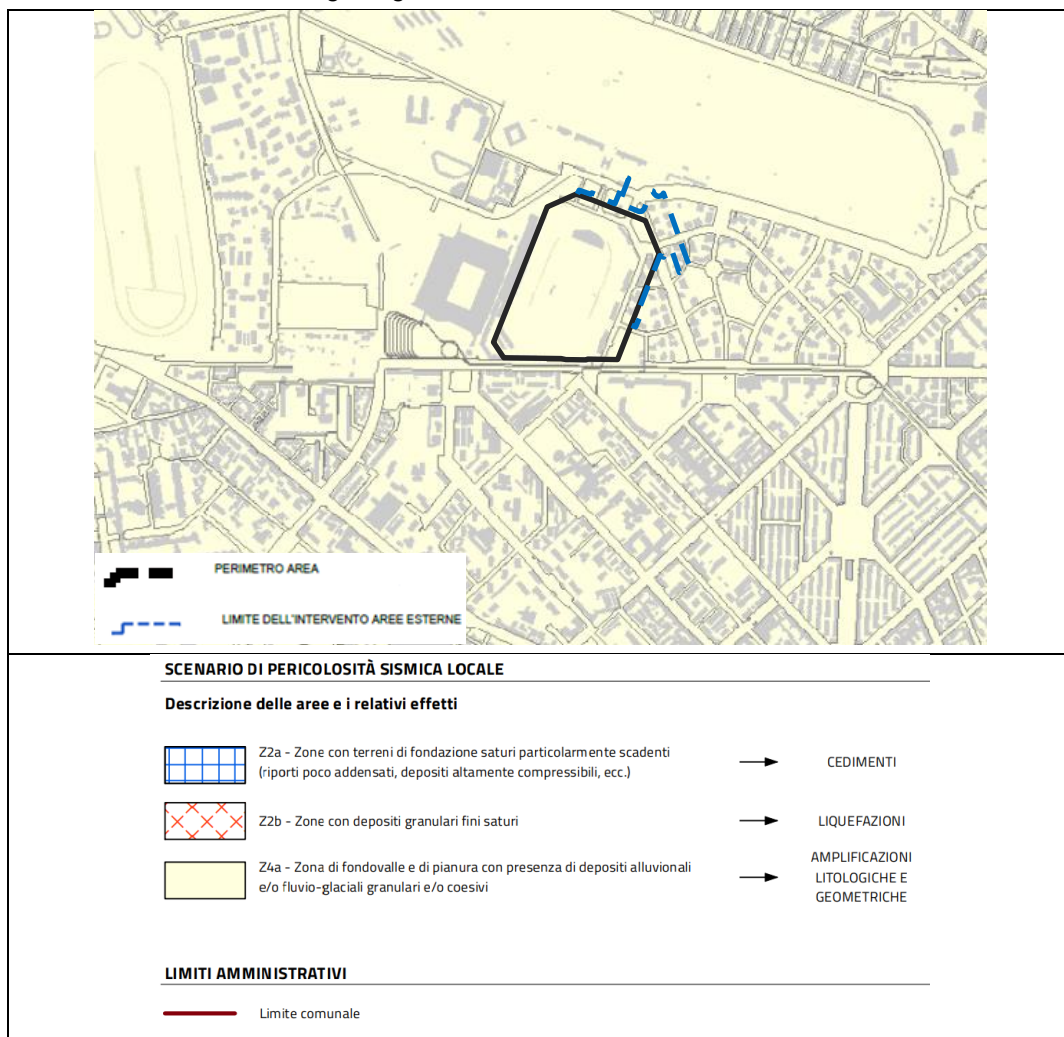 PERIMETRO AREA
LIMITE DELL'INTERVENTO AREE ESTERNE
SCENARIO DI PERICOLOSITÀ SISMICA LOCALE
Descrizione delle aree e i relativi effetti
Z2a - Zone con terreni di fondazione saturi particolarmente scadenti
(riporti poco addensati, depositi altamente compressibili, ecc.)
CEDIMENTI
Z2b - Zone con depositi granulari fini saturi
LIQUEFAZIONI
Z4a - Zona di fondovalle e di pianura con presenza di depositi alluvionali
e/o fluvio-glaciali granulari e/o coesivi
AMPLIFICAZIONI
LITOLOGICHE E
GEOMETRICHE
LIMITI AMMINISTRATIVI
Limite comunale